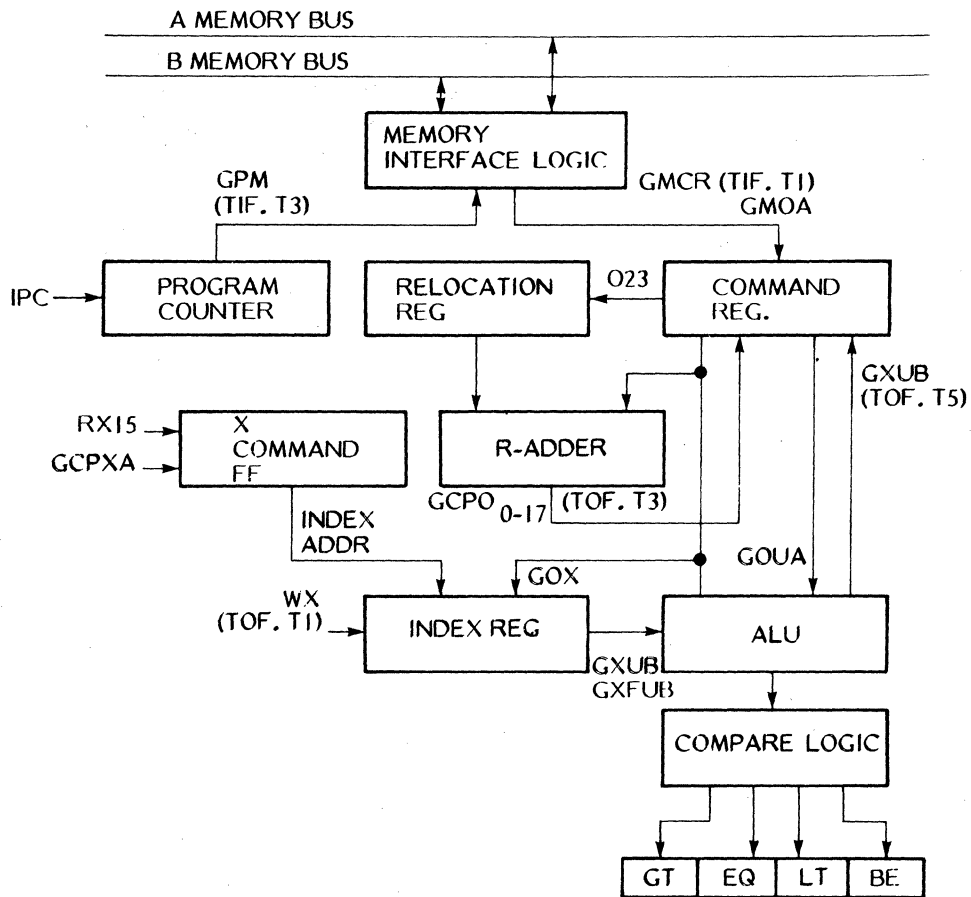 A MEMORY BUS
B MEMORY BUS
MEMORY
INTERFACE LOGIC
GPM
(TIF. T3)
GMCR (TIF. T1)
GMOA
IPC
PROGRAM
COUNTER
RELOCATION
REG
O23
COMMAND
REG.
GXUB
(TOF. T5)
RX15
GCPXA
X
COMMAND
FF
R-ADDER
GCPO 0-17 (TOF. T3)
INDEX
ADDR
GOX
GOUA
WX
(TOF. T1)
INDEX REG
ALU
GXUB
GXFUB
COMPARE LOGIC
GT EQ LT BE